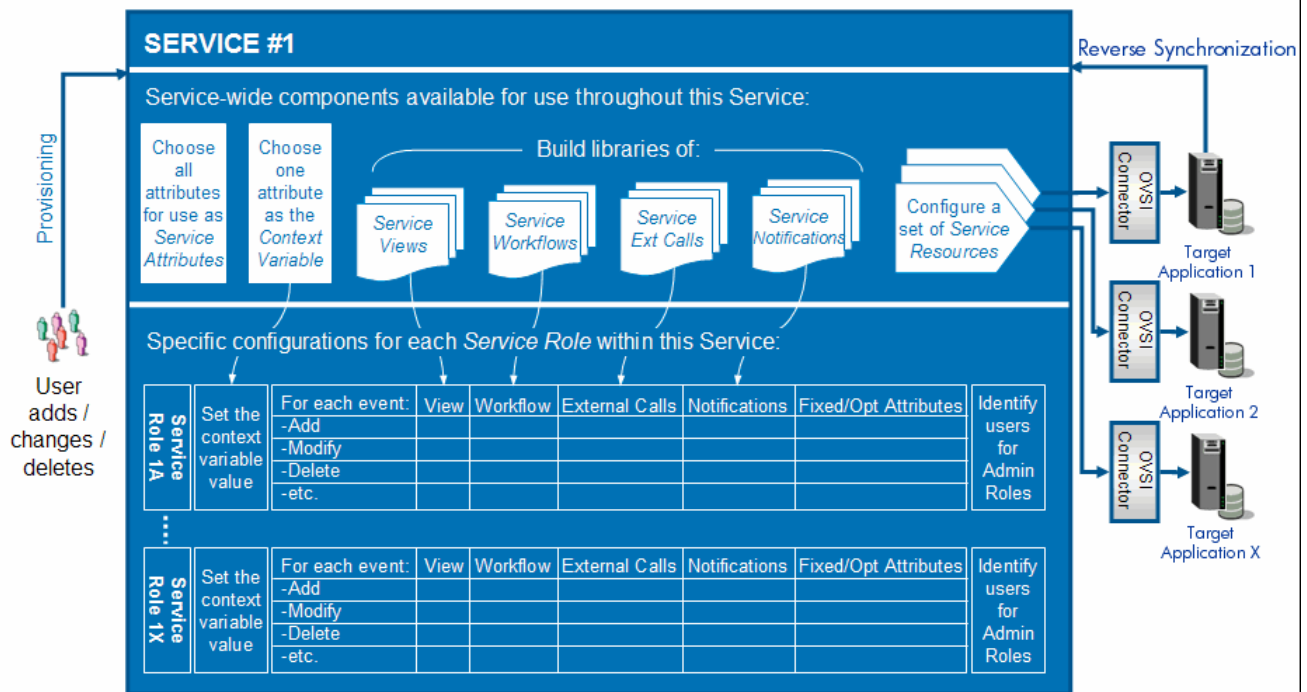 SERVICE #1
Reverse Synchronization
Service-wide components available for use throughout this Service:
Provisioning
Choose
all
attributes
for use as
Service
Attributes
Choose
one
attribute
as the
Context
Variable
Build libraries of:
Service
Views
Service
Workflows
Service
Ext Calls
Service
Notifications
Configure a
set of Service
Resources
OVSI
Connector
Target
Application 1
OVSI
Connector
Target
Application 2
OVSI
Connector
Target
Application X
User
adds /
changes /
deletes
Specific configurations for each Service Role within this Service:
Service
Role 1A
Set the
context
variable
value
For each event: View Workflow External Calls Notifications Fixed/Opt Attributes
-Add
-Modify
-Delete
-etc.
Identify
users
for
Admin
Roles
Service
Role 1X
Set the
context
variable
value
For each event: View Workflow External Calls Notifications Fixed/Opt Attributes
-Add
-Modify
-Delete
-etc.
Identify
users
for
Admin
Roles